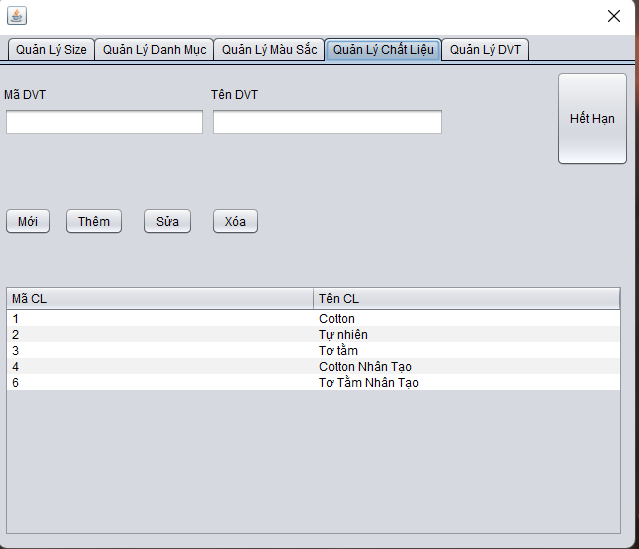 Quản Lý Size Quản Lý Danh Mục Quản Lý Màu Sắc Quản Lý Chất Liệu Quản Lý DVT
Mã DVT Tên DVT
Hết Hạn
Mới Thêm Sửa Xóa
Mã CL Tên CL
1 Cotton
2 Tự nhiên
3 Tơ tằm
4 Cotton Nhân Tạo
6 Tơ Tằm Nhân Tạo